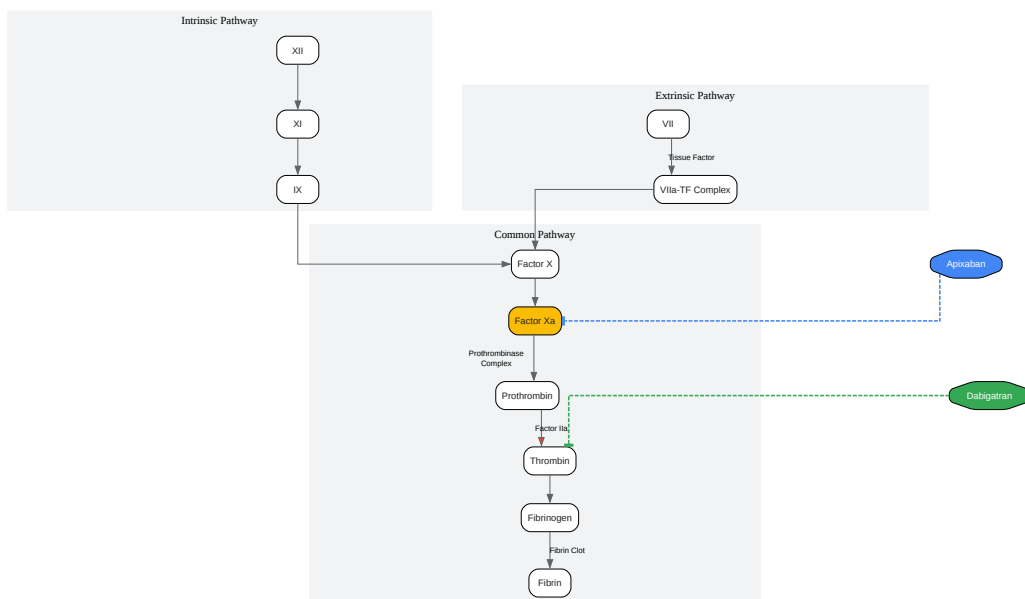 Intrinsic Pathway
XII
XI
IX
Extrinsic Pathway
VII
Tissue Factor
VIIa-TF Complex
Common Pathway
Factor X
Factor Xa
Prothrombinase
Complex
Prothrombin
Factor IIa
Thrombin
Fibrinogen
Fibrin Clot
Fibrin
Apixaban
Dabigatran